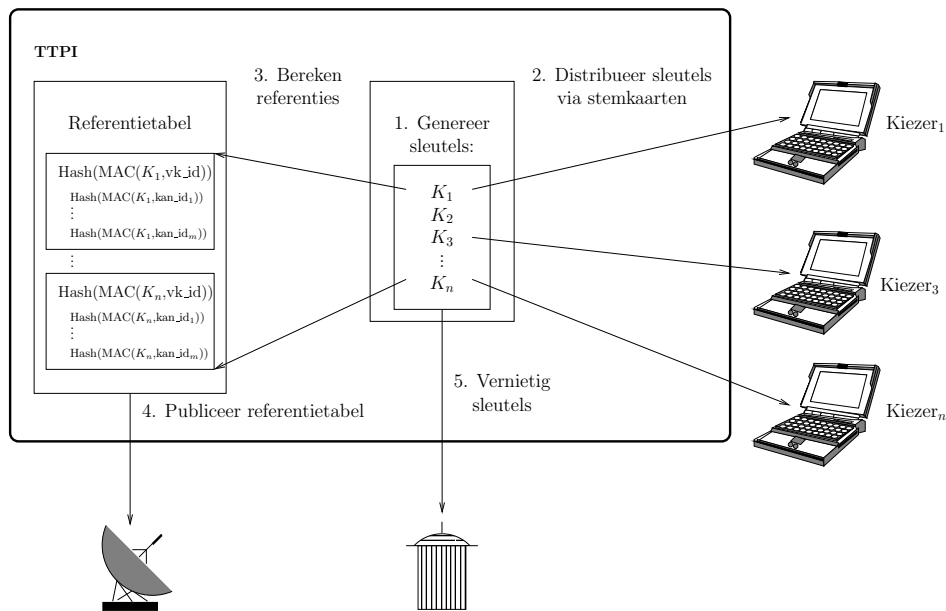 TTPI
3. Bereken
referenties
2. Distribueer sleutels
via stemkaarten
Referentietabel
1. Genereer
sleutels:
Hash(MAC(K₁,vk_id))
Hash(MAC(K₁,kan_id₁))
⋮
Hash(MAC(K₁,kan_idₘ))
⋮
Hash(MAC(Kₙ,vk_id))
Hash(MAC(Kₙ,kan_id₁))
⋮
Hash(MAC(Kₙ,kan_idₘ))
K₁
K₂
K₃
⋮
Kₙ
Kiezer₁
Kiezer₃
Kiezerₙ
4. Publiceer referentietabel
5. Vernietig
sleutels